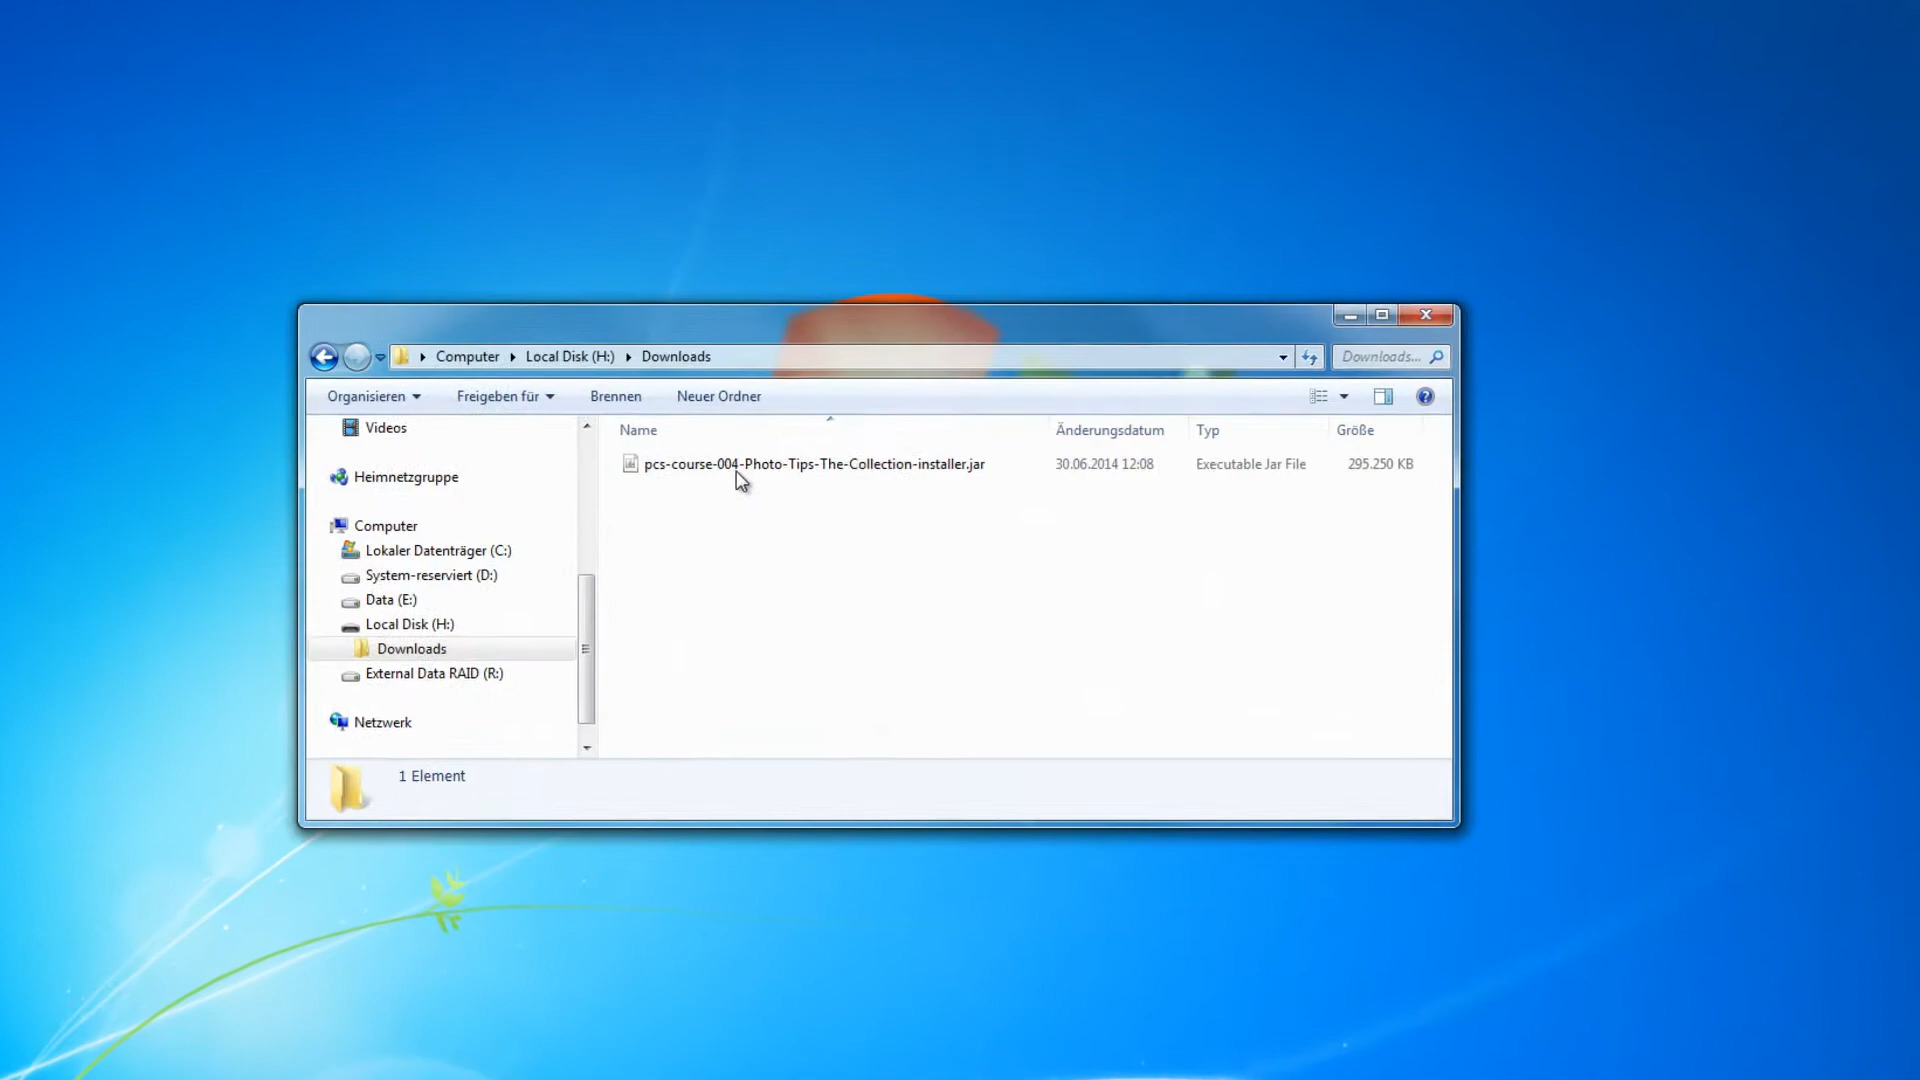 Computer Local Disk (H:) Downloads
Downloads...
Organisieren Freigeben für Brennen Neuer Ordner
Videos
Heimnetzgruppe
Computer
Lokaler Datenträger (C:)
System-reserviert (D:)
Data (E:)
Local Disk (H:)
Downloads
External Data RAID (R:)
Netzwerk
Name Änderungsdatum Typ Größe
pcs-course-004-Photo-Tips-The-Collection-installer.jar 30.06.2014 12:08 Executable Jar File 295.250 KB
1 Element